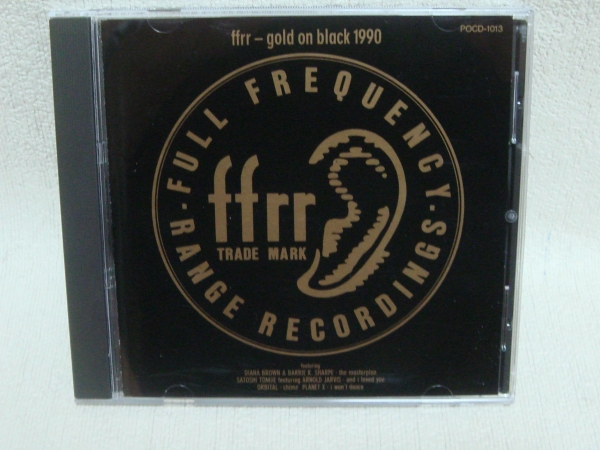 ffrr – gold on black 1990
POCD-1013
· FULL FREQUENCY ·
RANGE RECORDINGS
ffrr
TRADE MARK
featuring
DIANA BROWN & BARRIE K. SHARPE · the masterplan
SATOSHI TOMIIE featuring ARNOLD JARVIS · and i loved you
ORBITAL · chime PLANET 3 · i won't dance